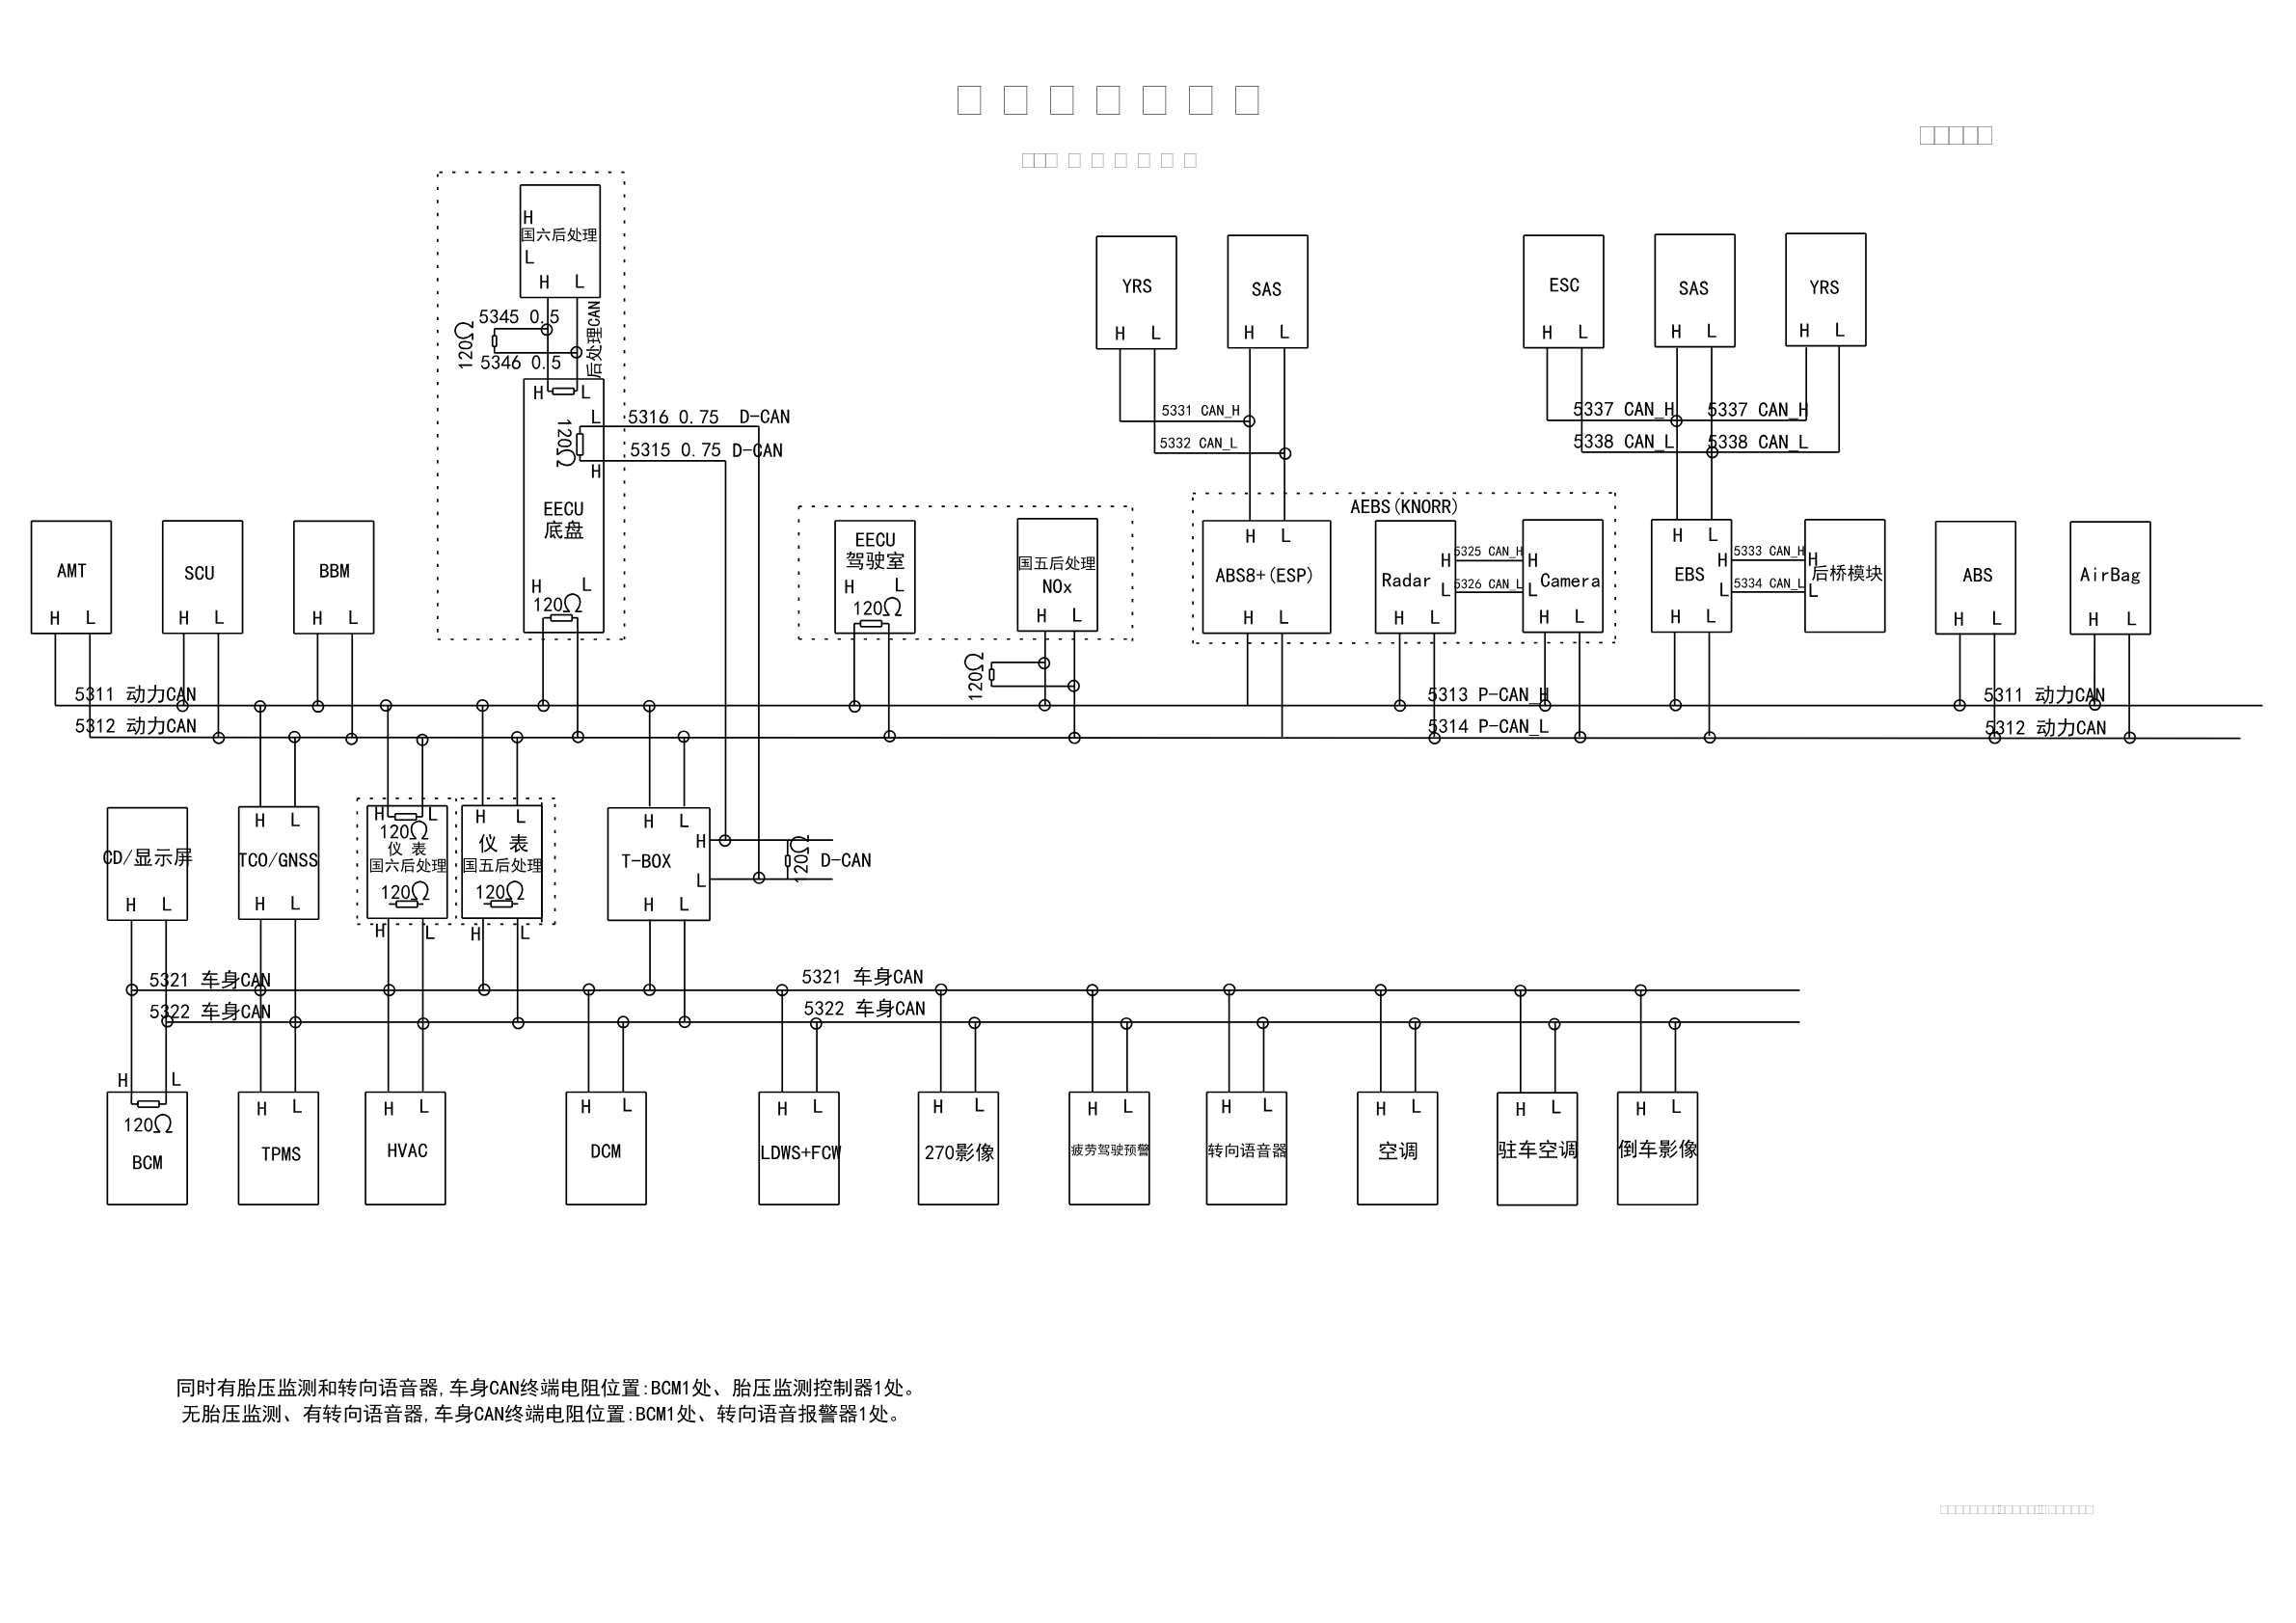 H
国六后处理
L
H L
5345 0.5
120Ω
5346 0.5
后处理CAN
H L
L
5316 0.75 D-CAN
120Ω
5315 0.75 D-CAN
H
EECU
底盘
H L
120Ω
YRS
H L
SAS
H L
5331 CAN_H
5332 CAN_L
ESC
H L
SAS
H L
YRS
H L
5337 CAN_H 5337 CAN_H
5338 CAN_L 5338 CAN_L
AMT
H L
SCU
H L
BBM
H L
EECU
驾驶室
H L
120Ω
国五后处理
NOx
H L
120Ω
AEBS(KNORR)
H L
ABS8+(ESP)
H L
Radar
H
L
H L
5325 CAN_H
5326 CAN_L
H
Camera
L
H L
H L
EBS
H
L
H L
5333 CAN_H
5334 CAN_L
H
后桥模块
L
ABS
H L
AirBag
H L
5311 动力CAN 5313 P-CAN_H 5311 动力CAN
5312 动力CAN 5314 P-CAN_L 5312 动力CAN
CD/显示屏
H L
H L
TCO/GNSS
H L
H L
120Ω
仪 表
国六后处理
120Ω
H L
H L
仪 表
国五后处理
120Ω
H L
H L
T-BOX
H
L
H L
120Ω
D-CAN
5321 车身CAN 5321 车身CAN
5322 车身CAN 5322 车身CAN
H L
120Ω
BCM
H L
TPMS
H L
HVAC
H L
DCM
H L
LDWS+FCW
H L
270影像
H L
疲劳驾驶预警
H L
转向语音器
H L
空调
H L
驻车空调
H L
倒车影像
同时有胎压监测和转向语音器,车身CAN终端电阻位置:BCM1处、胎压监测控制器1处。
无胎压监测、有转向语音器,车身CAN终端电阻位置:BCM1处、转向语音报警器1处。